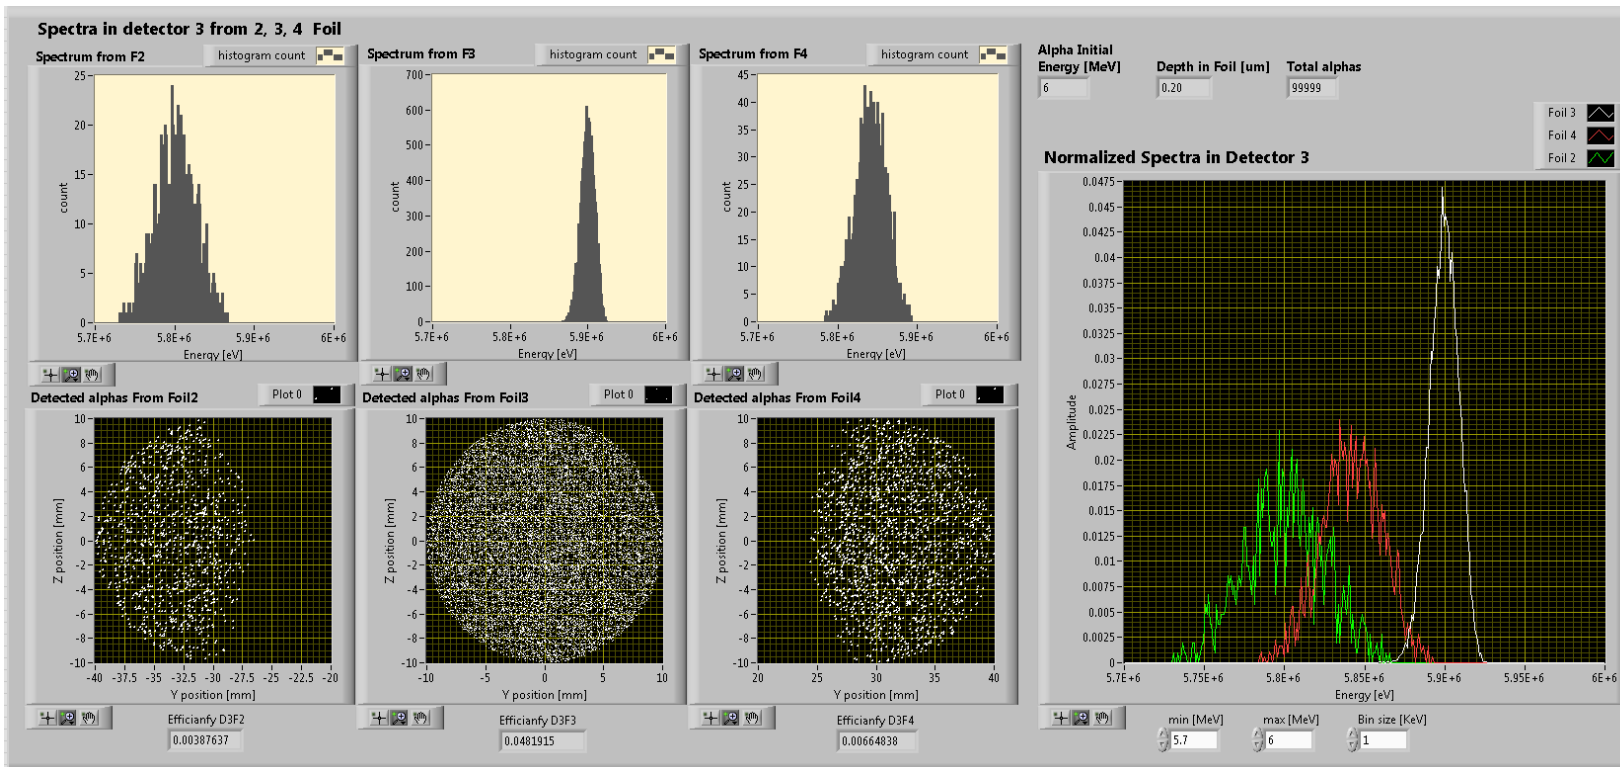 Spectra in detector 3 from 2, 3, 4 Foil
Spectrum from F2
histogram count
25-
20-
15-
10-
5-
0-
count
5.7E+6 5.8E+6 5.9E+6 6E+6
Energy [eV]
Spectrum from F3
histogram count
700-
600-
500-
400-
300-
200-
100-
0-
count
5.7E+6 5.8E+6 5.9E+6 6E+6
Energy [eV]
Spectrum from F4
histogram count
45-
40-
35-
30-
25-
20-
15-
10-
5-
0-
count
5.7E+6 5.8E+6 5.9E+6 6E+6
Energy [eV]
Alpha Initial
Energy [MeV]
6
Depth in Foil [um]
0.20
Total alphas
99999
Foil 3
Foil 4
Foil 2
Normalized Spectra in Detector 3
0.0475-
0.045-
0.0425-
0.04-
0.0375-
0.035-
0.0325-
0.03-
0.0275-
0.025-
0.0225-
0.02-
0.0175-
0.015-
0.0125-
0.01-
0.0075-
0.005-
0.0025-
0-
Amplitude
5.7E+6 5.75E+6 5.8E+6 5.85E+6 5.9E+6 5.95E+6 6E+6
Energy [eV]
min [MeV]
5.7
max [MeV]
6
Bin size [KeV]
1
Detected alphas From Foil2
Plot 0
10-
8-
6-
4-
2-
0-
-2-
-4-
-6-
-8-
-10-
Z position [mm]
-40 -37.5 -35 -32.5 -30 -27.5 -25 -22.5 -20
Y position [mm]
Efficianfy D3F2
0.00387637
Detected alphas From Foil3
Plot 0
10-
8-
6-
4-
2-
0-
-2-
-4-
-6-
-8-
-10-
Z position [mm]
-10 -5 0 5 10
Y position [mm]
Efficianfy D3F3
0.0481915
Detected alphas From Foil4
Plot 0
10-
8-
6-
4-
2-
0-
-2-
-4-
-6-
-8-
-10-
Z position [mm]
20 25 30 35 40
Y position [mm]
Efficianfy D3F4
0.00664838